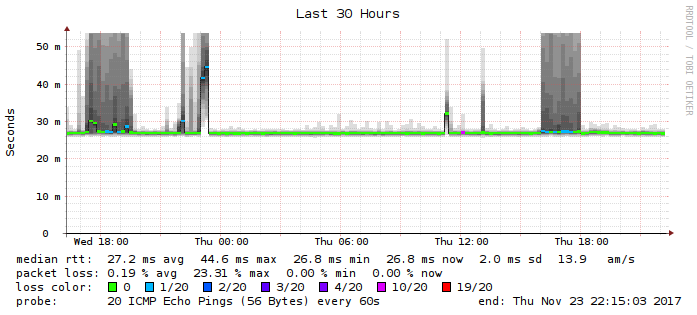 Last 30 Hours
RRDTOOL / TOBI OETIKER
Seconds
50 m
40 m
30 m
20 m
10 m
0
Wed 18:00 Thu 00:00 Thu 06:00 Thu 12:00 Thu 18:00
median rtt: 27.2 ms avg 44.6 ms max 26.8 ms min 26.8 ms now 2.0 ms sd 13.9 am/s
packet loss: 0.19 % avg 23.31 % max 0.00 % min 0.00 % now
loss color: 0 1/20 2/20 3/20 4/20 10/20 19/20
probe: 20 ICMP Echo Pings (56 Bytes) every 60s end: Thu Nov 23 22:15:03 2017